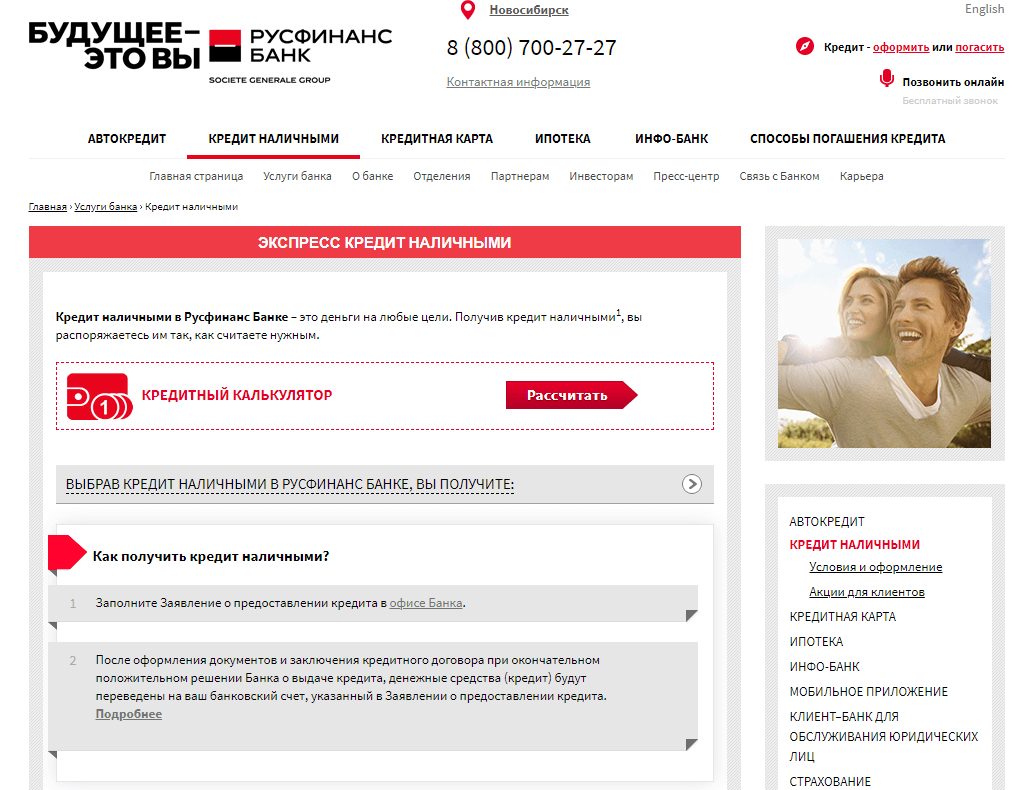 БУДУЩЕЕ–
ЭТО ВЫ
РУСФИНАНС
БАНК
SOCIETE GENERALE GROUP
Новосибирск
8 (800) 700-27-27
Контактная информация
English
Кредит - оформить или погасить
Позвонить онлайн
Бесплатный звонок
АВТОКРЕДИТ КРЕДИТ НАЛИЧНЫМИ КРЕДИТНАЯ КАРТА ИПОТЕКА ИНФО-БАНК СПОСОБЫ ПОГАШЕНИЯ КРЕДИТА
Главная страница Услуги банка О банке Отделения Партнерам Инвесторам Пресс-центр Связь с Банком Карьера
Главная › Услуги банка › Кредит наличными
ЭКСПРЕСС КРЕДИТ НАЛИЧНЫМИ
Кредит наличными в Русфинанс Банке – это деньги на любые цели. Получив кредит наличными¹, вы
распоряжаетесь им так, как считаете нужным.
1
КРЕДИТНЫЙ КАЛЬКУЛЯТОР
Рассчитать
ВЫБРАВ КРЕДИТ НАЛИЧНЫМИ В РУСФИНАНС БАНКЕ, ВЫ ПОЛУЧИТЕ:
Как получить кредит наличными?
1 Заполните Заявление о предоставлении кредита в офисе Банка.
2 После оформления документов и заключения кредитного договора при окончательном
положительном решении Банка о выдаче кредита, денежные средства (кредит) будут
переведены на ваш банковский счет, указанный в Заявлении о предоставлении кредита.
Подробнее
АВТОКРЕДИТ
КРЕДИТ НАЛИЧНЫМИ
Условия и оформление
Акции для клиентов
КРЕДИТНАЯ КАРТА
ИПОТЕКА
ИНФО-БАНК
МОБИЛЬНОЕ ПРИЛОЖЕНИЕ
КЛИЕНТ–БАНК ДЛЯ
ОБСЛУЖИВАНИЯ ЮРИДИЧЕСКИХ
ЛИЦ
СТРАХОВАНИЕ